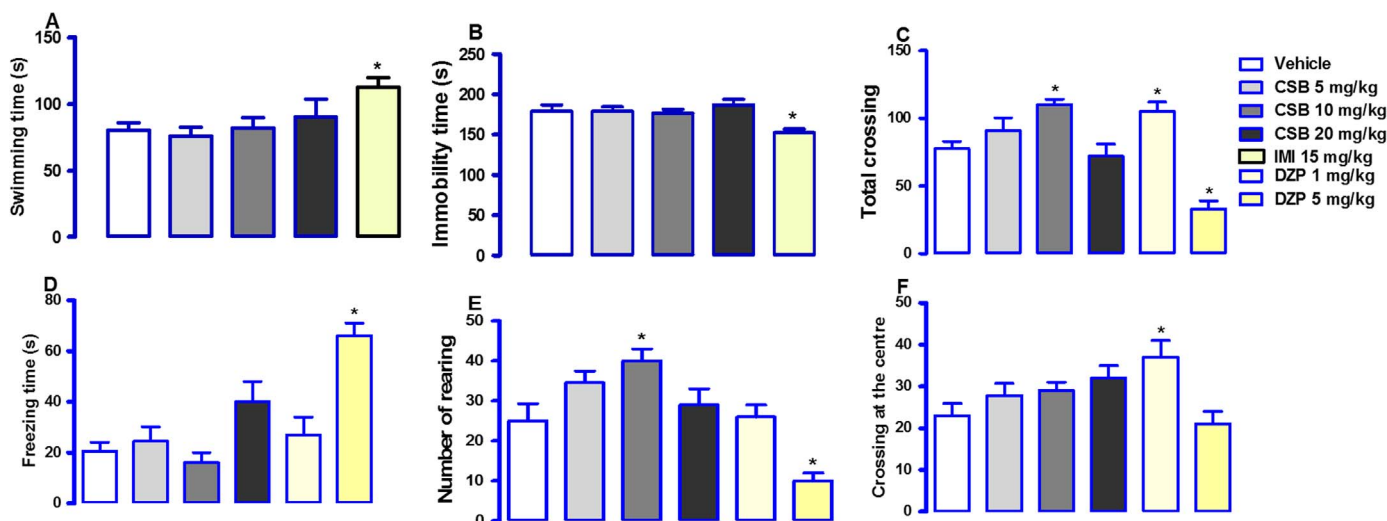 A
Swimming time (s)
150
100
50
0
*
B
Immobility time (s)
250
200
150
100
50
0
*
C
Total crossing
150
100
50
0
*
*
*
Vehicle
CSB 5 mg/kg
CSB 10 mg/kg
CSB 20 mg/kg
IMI 15 mg/kg
DZP 1 mg/kg
DZP 5 mg/kg
D
Freezing time (s)
80
60
40
20
0
*
E
Number of rearing
50
40
30
20
10
0
*
*
F
Crossing at the centre
50
40
30
20
10
0
*